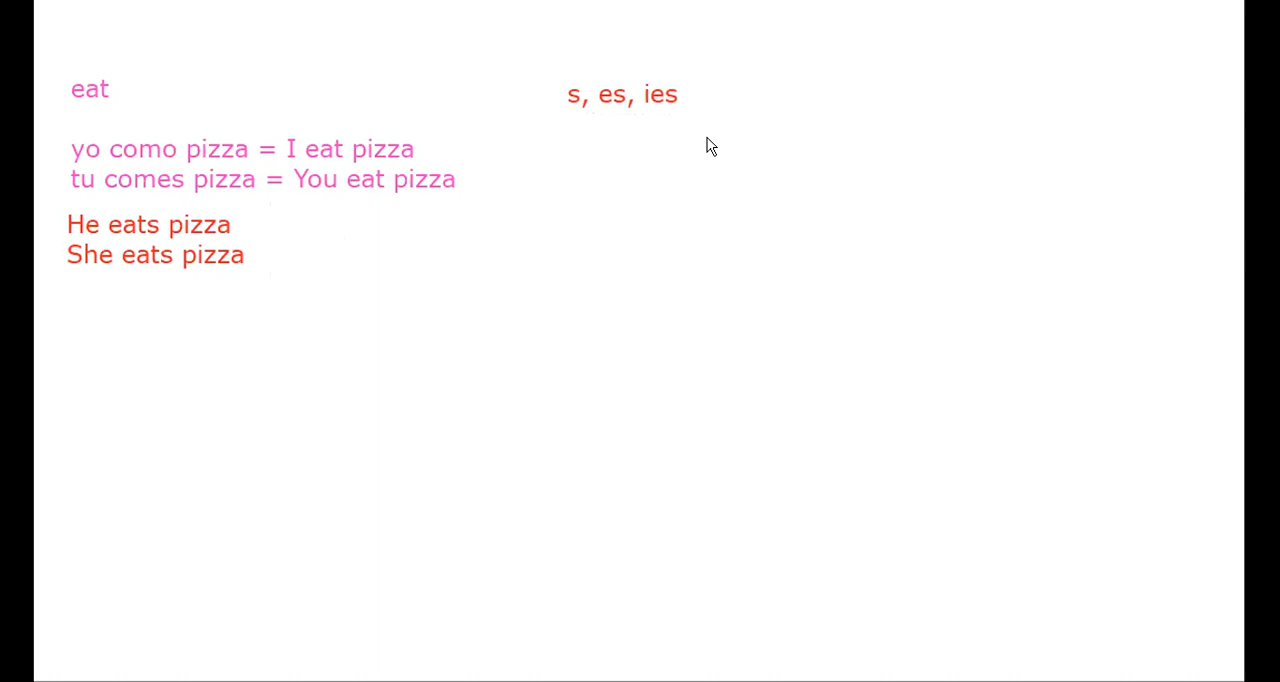 eat
s, es, ies
yo como pizza = I eat pizza
tu comes pizza = You eat pizza
He eats pizza
She eats pizza